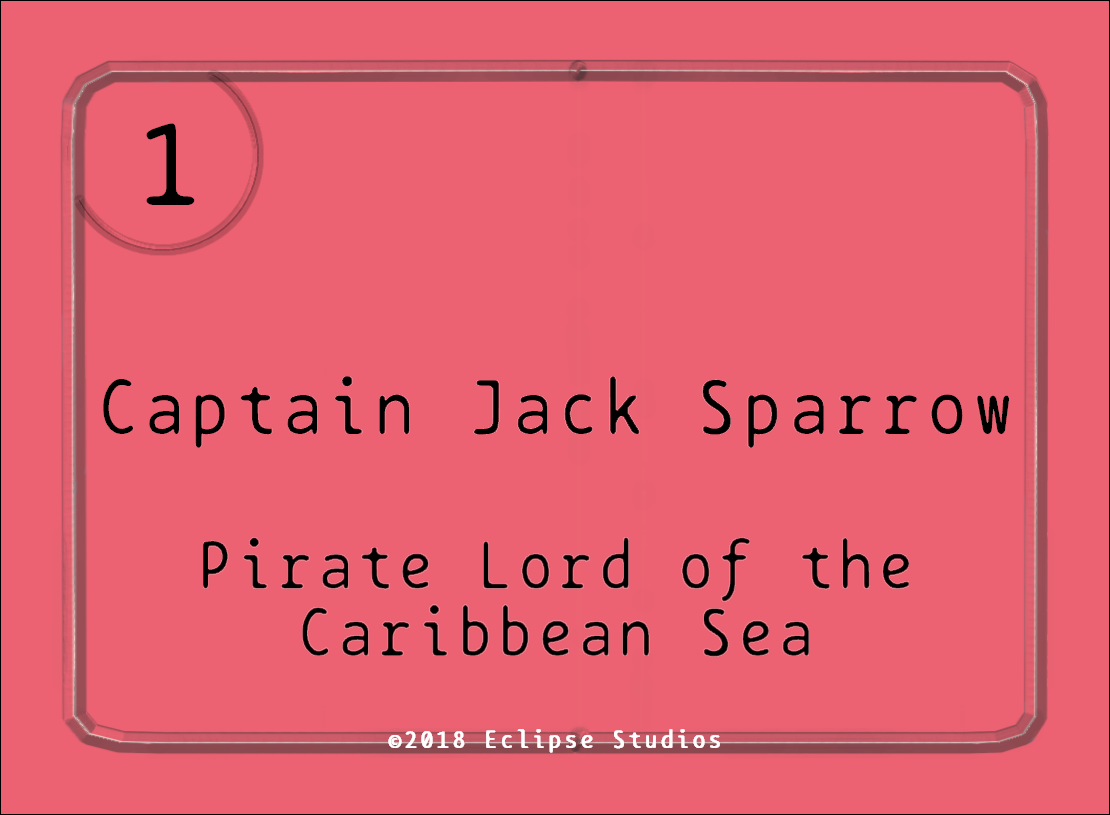 1
Captain Jack Sparrow
Pirate Lord of the
Caribbean Sea
©2018 Eclipse Studios